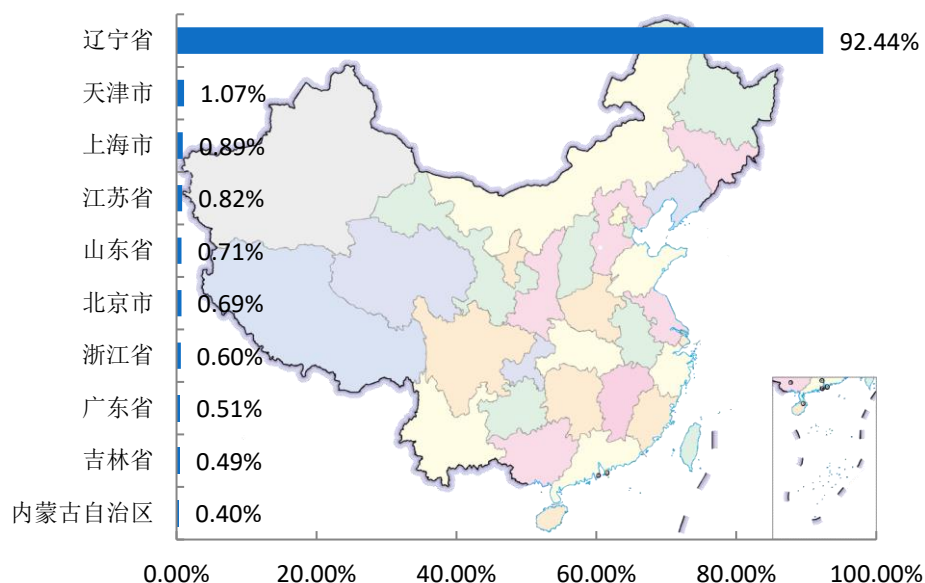 辽宁省 92.44%
天津市 1.07%
上海市 0.89%
江苏省 0.82%
山东省 0.71%
北京市 0.69%
浙江省 0.60%
广东省 0.51%
吉林省 0.49%
内蒙古自治区 0.40%
0.00% 20.00% 40.00% 60.00% 80.00% 100.00%